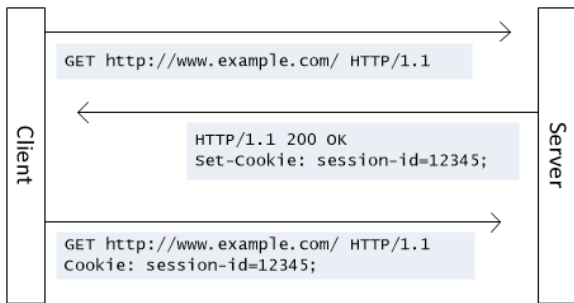 Client
GET http://www.example.com/ HTTP/1.1
HTTP/1.1 200 OK
Set-Cookie: session-id=12345;
GET http://www.example.com/ HTTP/1.1
Cookie: session-id=12345;
Server